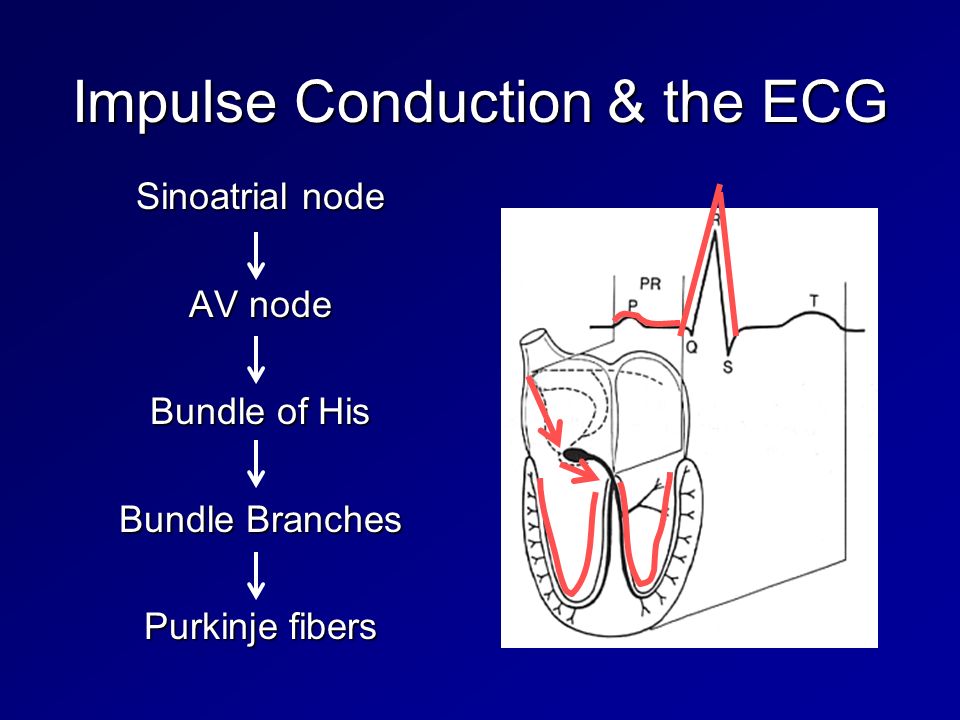 Impulse Conduction & the ECG
Sinoatrial node
AV node
Bundle of His
Bundle Branches
Purkinje fibers
R
PR
P
T
Q
S